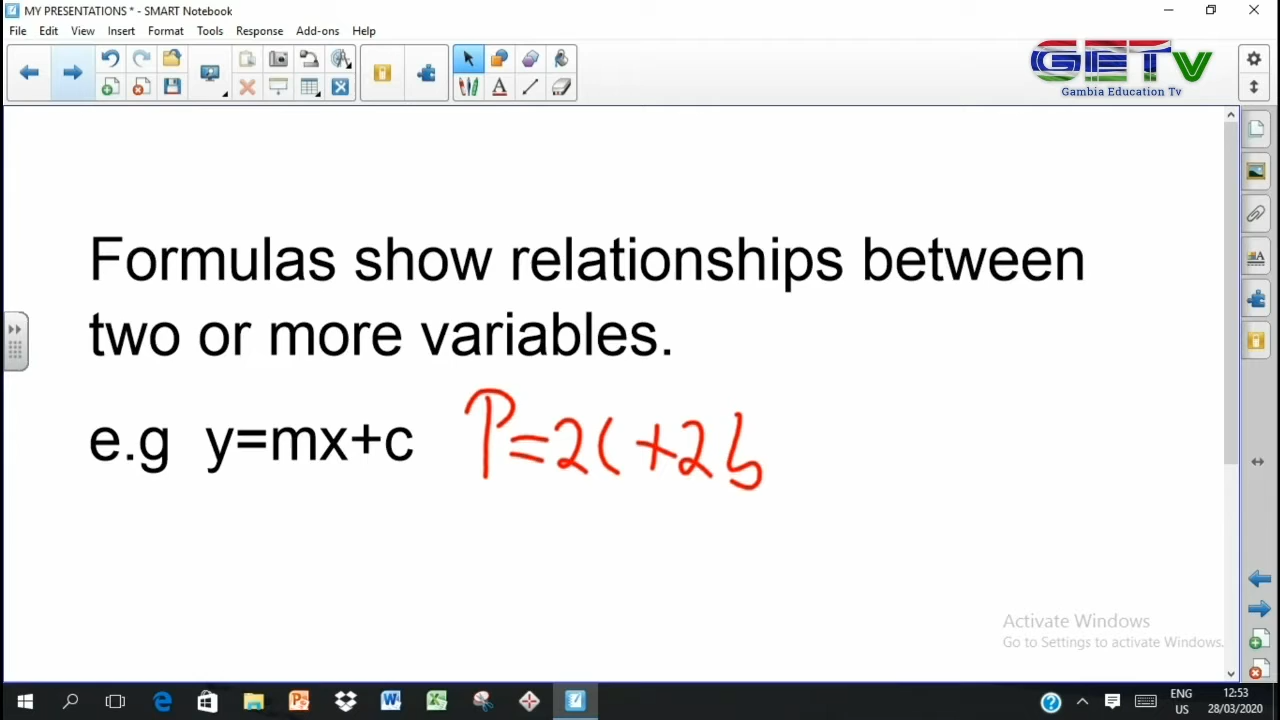 MY PRESENTATIONS * - SMART Notebook
File Edit View Insert Format Tools Response Add-ons Help
GETV
Gambia Education Tv
Formulas show relationships between
two or more variables.
e.g y=mx+c P=2l+2b
Activate Windows
Go to Settings to activate Windows.
ENG 12:53
US 28/03/2020